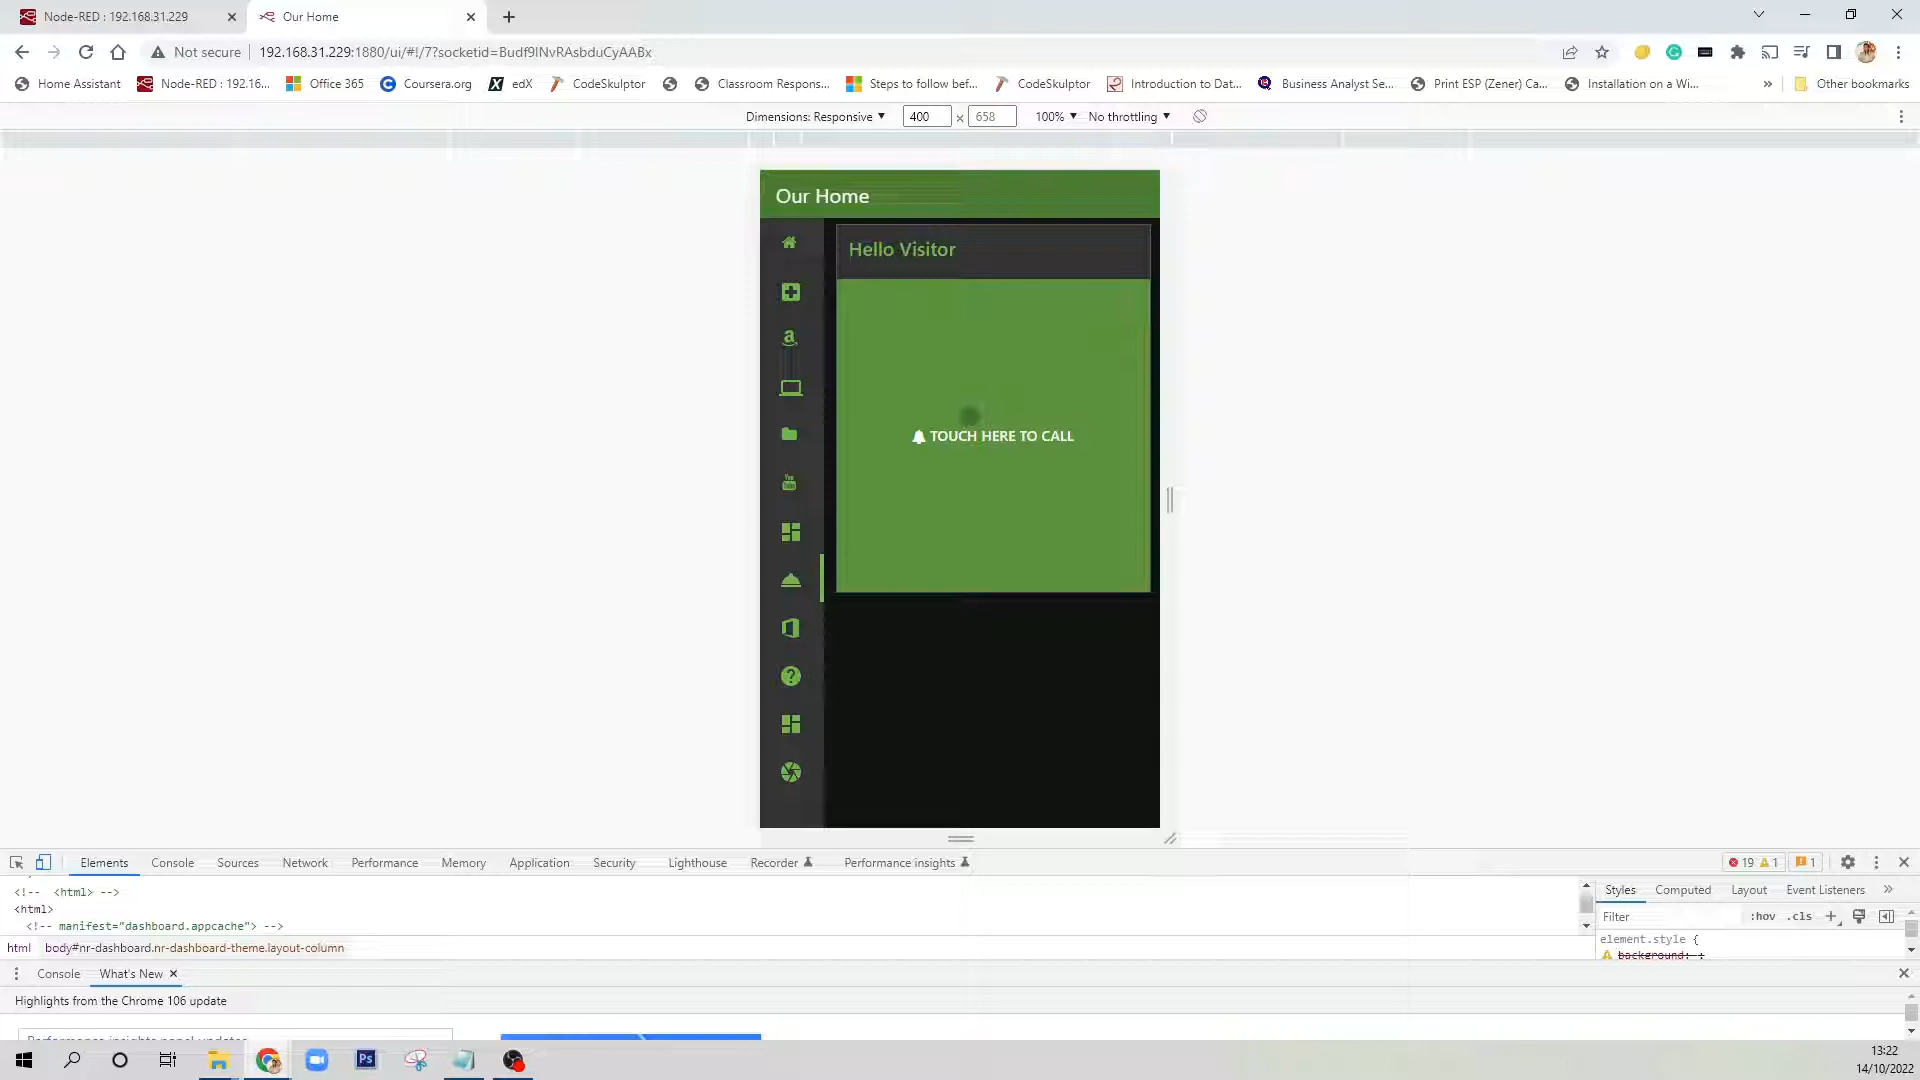 Node-RED : 192.168.31.229
Our Home
Not secure
192.168.31.229:1880/ui/#!/7?socketid=Budf9lNvRAsbduCyAABx
Home Assistant
Node-RED : 192.16...
Office 365
Coursera.org
edX
CodeSkulptor
Classroom Respons...
Steps to follow bef...
CodeSkulptor
Introduction to Dat...
Business Analyst Se...
Print ESP (Zener) Ca...
Installation on a Wi...
»
Other bookmarks
Dimensions: Responsive
400
x
658
100%
No throttling
Our Home
Hello Visitor
TOUCH HERE TO CALL
Elements
Console
Sources
Network
Performance
Memory
Application
Security
Lighthouse
Recorder
Performance insights
19
1
1
<!-- <html> -->
<html>
<!-- manifest="dashboard.appcache"> -->
html
body#nr-dashboard.nr-dashboard-theme.layout-column
Styles
Computed
Layout
Event Listeners
»
Filter
:hov
.cls
element.style {
background: ;
Console
What's New
Highlights from the Chrome 106 update
Ps
13:22
14/10/2022